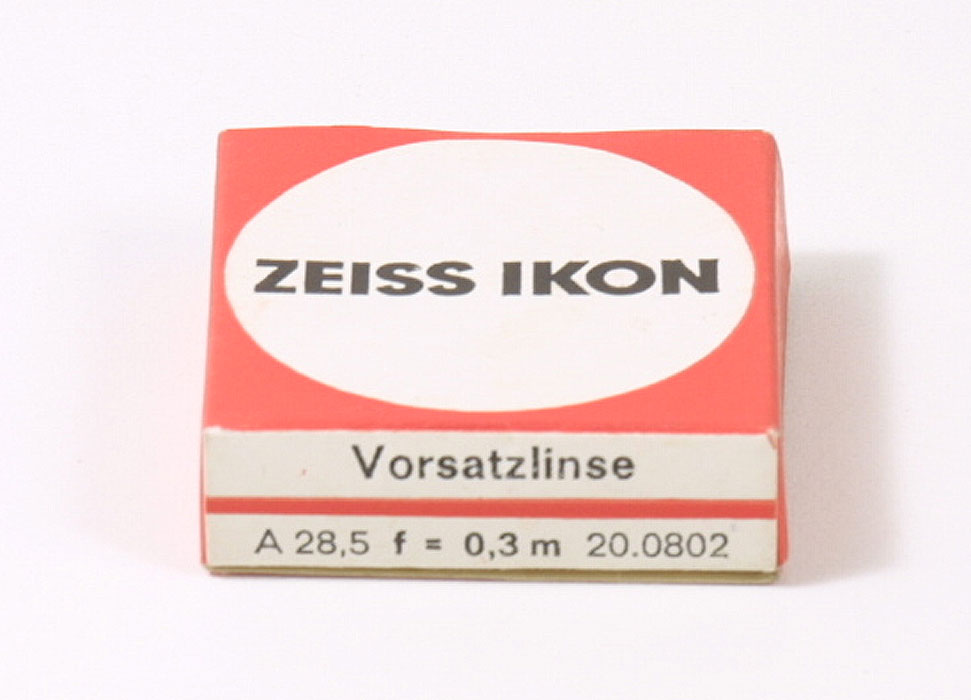 ZEISS IKON
Vorsatzlinse
A 28,5 f = 0,3 m 20.0802